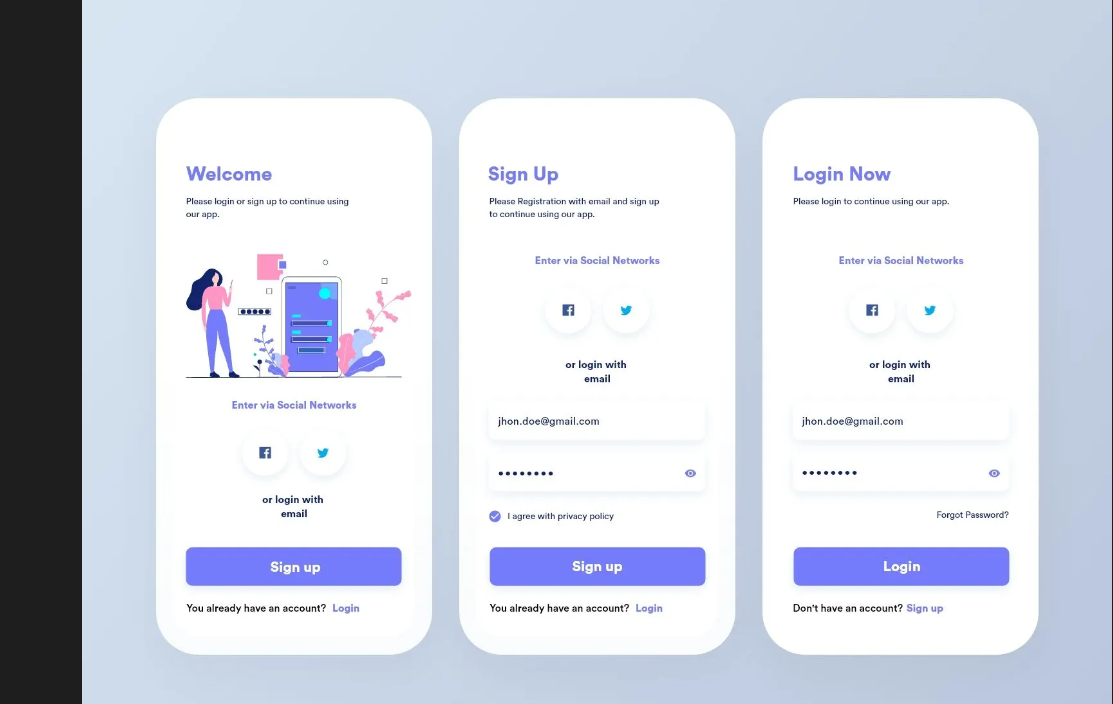 Welcome
Please login or sign up to continue using
our app.
Enter via Social Networks
or login with
email
Sign up
You already have an account? Login
Sign Up
Please Registration with email and sign up
to continue using our app.
Enter via Social Networks
or login with
email
jhon.doe@gmail.com
I agree with privacy policy
Sign up
You already have an account? Login
Login Now
Please login to continue using our app.
Enter via Social Networks
or login with
email
jhon.doe@gmail.com
Forgot Password?
Login
Don't have an account? Sign up